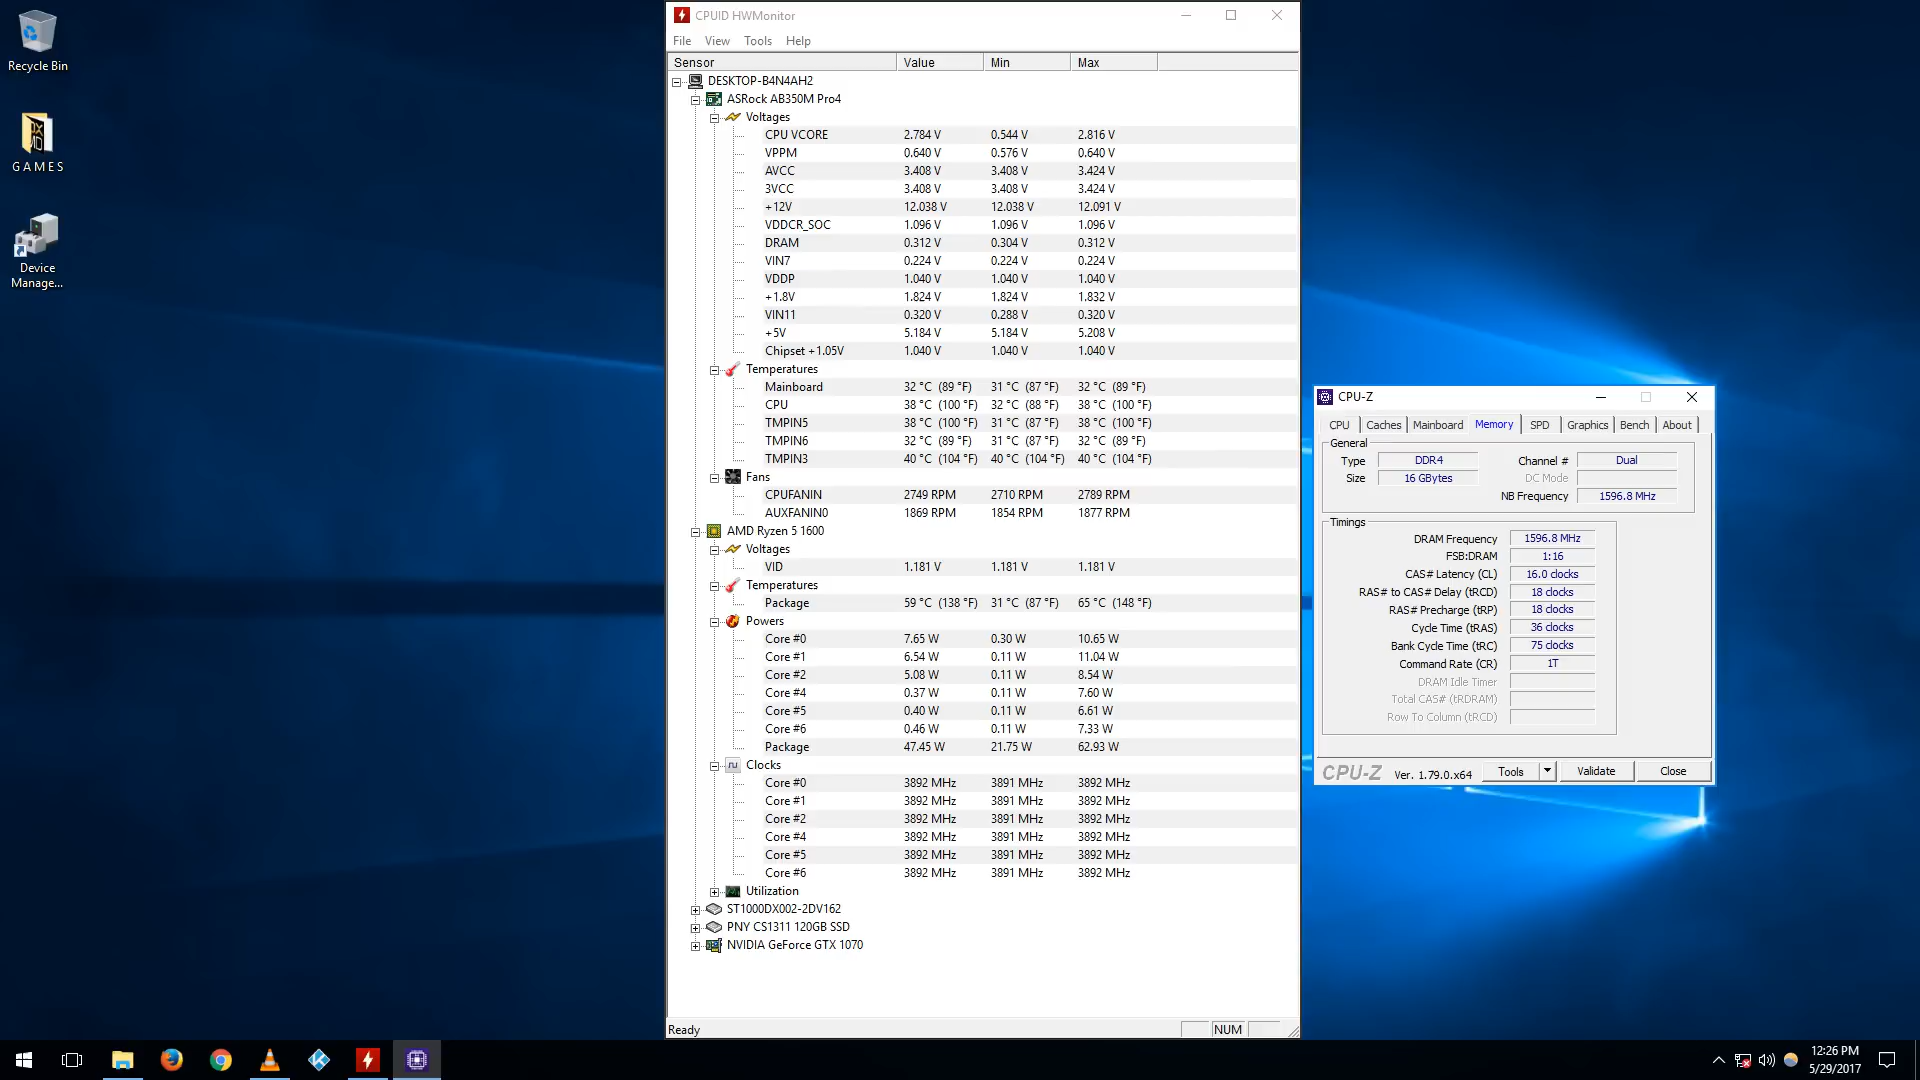 Recycle Bin
GAMES
Device
Manage...
CPUID HWMonitor
File View Tools Help
Sensor Value Min Max
DESKTOP-B4N4AH2
ASRock AB350M Pro4
Voltages
CPU VCORE 2.784 V 0.544 V 2.816 V
VPPM 0.640 V 0.576 V 0.640 V
AVCC 3.408 V 3.408 V 3.424 V
3VCC 3.408 V 3.408 V 3.424 V
+12V 12.038 V 12.038 V 12.091 V
VDDCR_SOC 1.096 V 1.096 V 1.096 V
DRAM 0.312 V 0.304 V 0.312 V
VIN7 0.224 V 0.224 V 0.224 V
VDDP 1.040 V 1.040 V 1.040 V
+1.8V 1.824 V 1.824 V 1.832 V
VIN11 0.320 V 0.288 V 0.320 V
+5V 5.184 V 5.184 V 5.208 V
Chipset +1.05V 1.040 V 1.040 V 1.040 V
Temperatures
Mainboard 32 °C (89 °F) 31 °C (87 °F) 32 °C (89 °F)
CPU 38 °C (100 °F) 32 °C (88 °F) 38 °C (100 °F)
TMPIN5 38 °C (100 °F) 31 °C (87 °F) 38 °C (100 °F)
TMPIN6 32 °C (89 °F) 31 °C (87 °F) 32 °C (89 °F)
TMPIN3 40 °C (104 °F) 40 °C (104 °F) 40 °C (104 °F)
Fans
CPUFANIN 2749 RPM 2710 RPM 2789 RPM
AUXFANIN0 1869 RPM 1854 RPM 1877 RPM
AMD Ryzen 5 1600
Voltages
VID 1.181 V 1.181 V 1.181 V
Temperatures
Package 59 °C (138 °F) 31 °C (87 °F) 65 °C (148 °F)
Powers
Core #0 7.65 W 0.30 W 10.65 W
Core #1 6.54 W 0.11 W 11.04 W
Core #2 5.08 W 0.11 W 8.54 W
Core #4 0.37 W 0.11 W 7.60 W
Core #5 0.40 W 0.11 W 6.61 W
Core #6 0.46 W 0.11 W 7.33 W
Package 47.45 W 21.75 W 62.93 W
Clocks
Core #0 3892 MHz 3891 MHz 3892 MHz
Core #1 3892 MHz 3891 MHz 3892 MHz
Core #2 3892 MHz 3891 MHz 3892 MHz
Core #4 3892 MHz 3891 MHz 3892 MHz
Core #5 3892 MHz 3891 MHz 3892 MHz
Core #6 3892 MHz 3891 MHz 3892 MHz
Utilization
ST1000DX002-2DV162
PNY CS1311 120GB SSD
NVIDIA GeForce GTX 1070
Ready NUM
CPU-Z
CPU Caches Mainboard Memory SPD Graphics Bench About
General
Type DDR4 Channel # Dual
Size 16 GBytes DC Mode
NB Frequency 1596.8 MHz
Timings
DRAM Frequency 1596.8 MHz
FSB:DRAM 1:16
CAS# Latency (CL) 16.0 clocks
RAS# to CAS# Delay (tRCD) 18 clocks
RAS# Precharge (tRP) 18 clocks
Cycle Time (tRAS) 36 clocks
Bank Cycle Time (tRC) 75 clocks
Command Rate (CR) 1T
DRAM Idle Timer
Total CAS# (tRDRAM)
Row To Column (tRCD)
CPU-Z Ver. 1.79.0.x64 Tools Validate Close
12:26 PM
5/29/2017